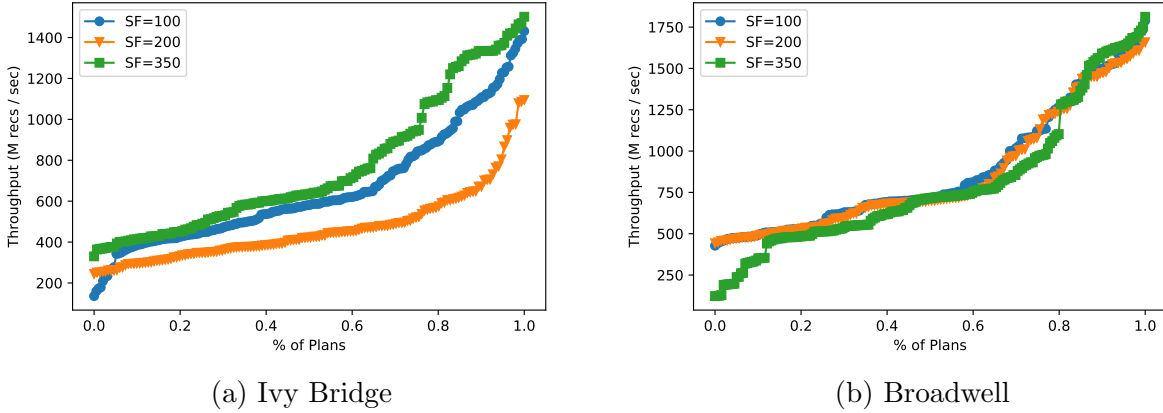 SF=100
SF=200
SF=350
1400
1200
1000
800
600
400
200
Throughput (M recs / sec)
0.0 0.2 0.4 0.6 0.8 1.0
% of Plans
(a) Ivy Bridge
SF=100
SF=200
SF=350
1750
1500
1250
1000
750
500
250
Throughput (M recs / sec)
0.0 0.2 0.4 0.6 0.8 1.0
% of Plans
(b) Broadwell